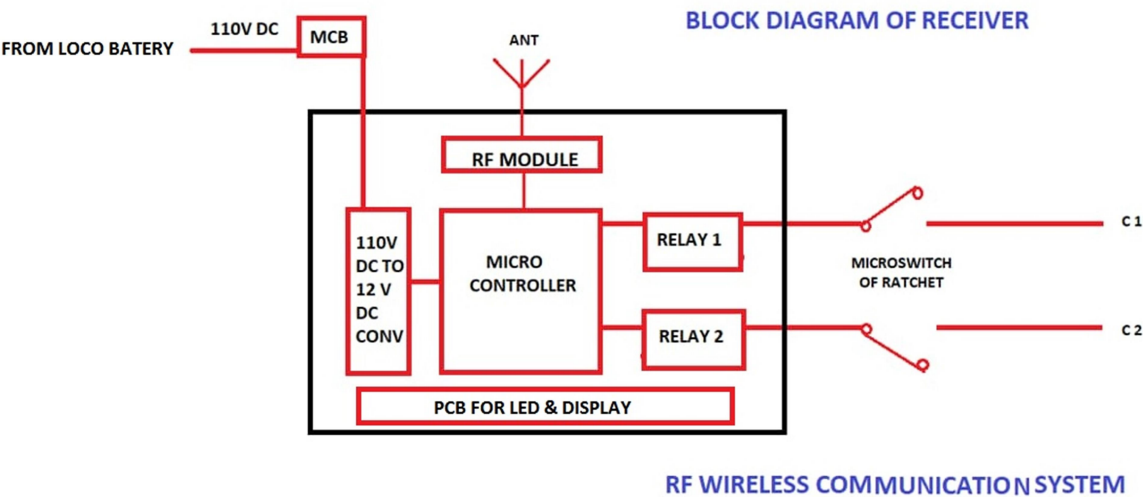 BLOCK DIAGRAM OF RECEIVER
110V DC
MCB
FROM LOCO BATERY
ANT
RF MODULE
110V
DC TO
12 V
DC
CONV
MICRO
CONTROLLER
RELAY 1
RELAY 2
C 1
MICROSWITCH
OF RATCHET
C 2
PCB FOR LED & DISPLAY
RF WIRELESS COMMUNICATION SYSTEM